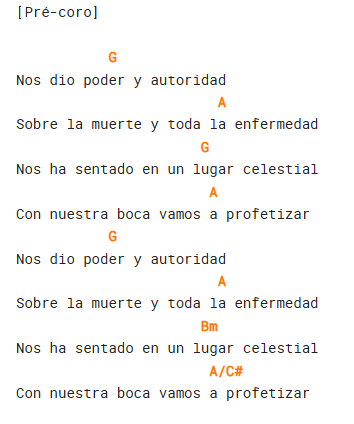 [Pré-coro]
G
Nos dio poder y autoridad
A
Sobre la muerte y toda la enfermedad
G
Nos ha sentado en un lugar celestial
A
Con nuestra boca vamos a profetizar
G
Nos dio poder y autoridad
A
Sobre la muerte y toda la enfermedad
Bm
Nos ha sentado en un lugar celestial
A/C#
Con nuestra boca vamos a profetizar